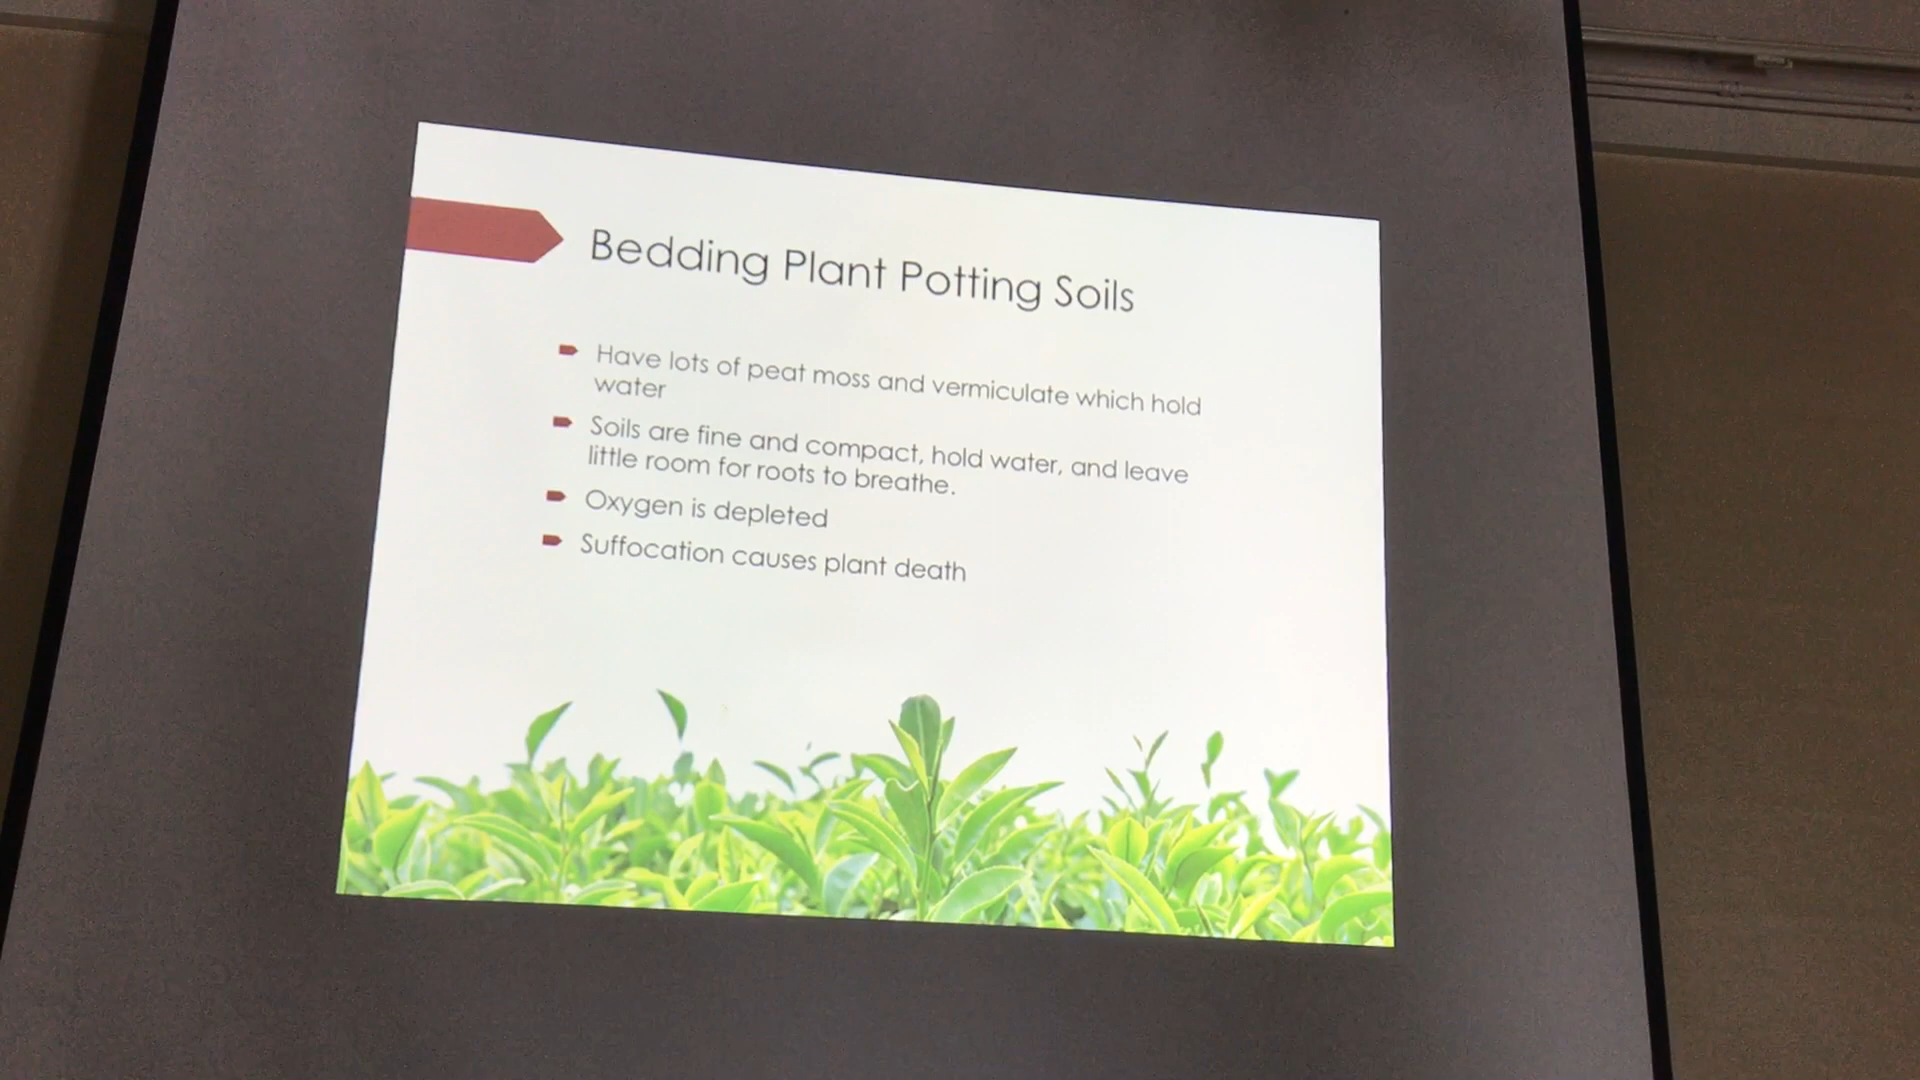 Bedding Plant Potting Soils
Have lots of peat moss and vermiculate which hold
water
Soils are fine and compact, hold water, and leave
little room for roots to breathe.
Oxygen is depleted
Suffocation causes plant death